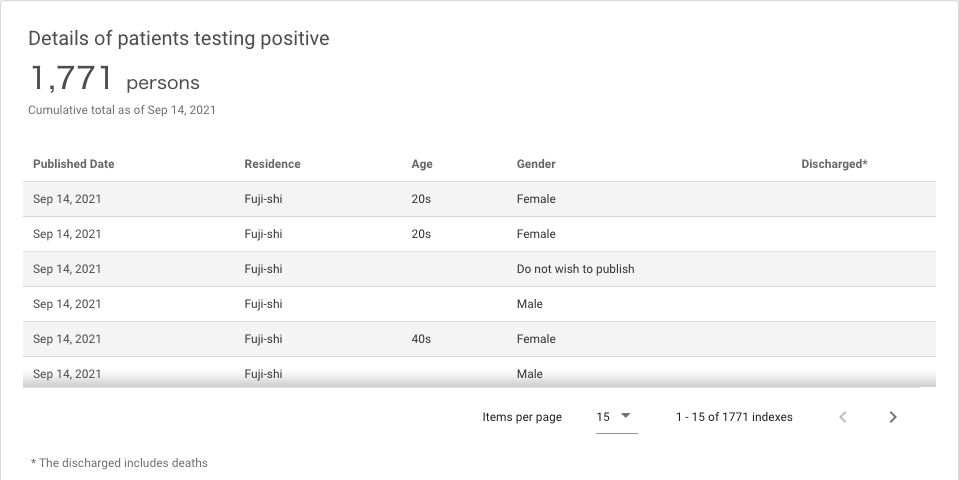 Details of patients testing positive
1,771 persons
Cumulative total as of Sep 14, 2021
Published Date Residence Age Gender Discharged*
Sep 14, 2021 Fuji-shi 20s Female
Sep 14, 2021 Fuji-shi 20s Female
Sep 14, 2021 Fuji-shi Do not wish to publish
Sep 14, 2021 Fuji-shi Male
Sep 14, 2021 Fuji-shi 40s Female
Sep 14, 2021 Fuji-shi Male
Items per page 15 1 - 15 of 1771 indexes
* The discharged includes deaths